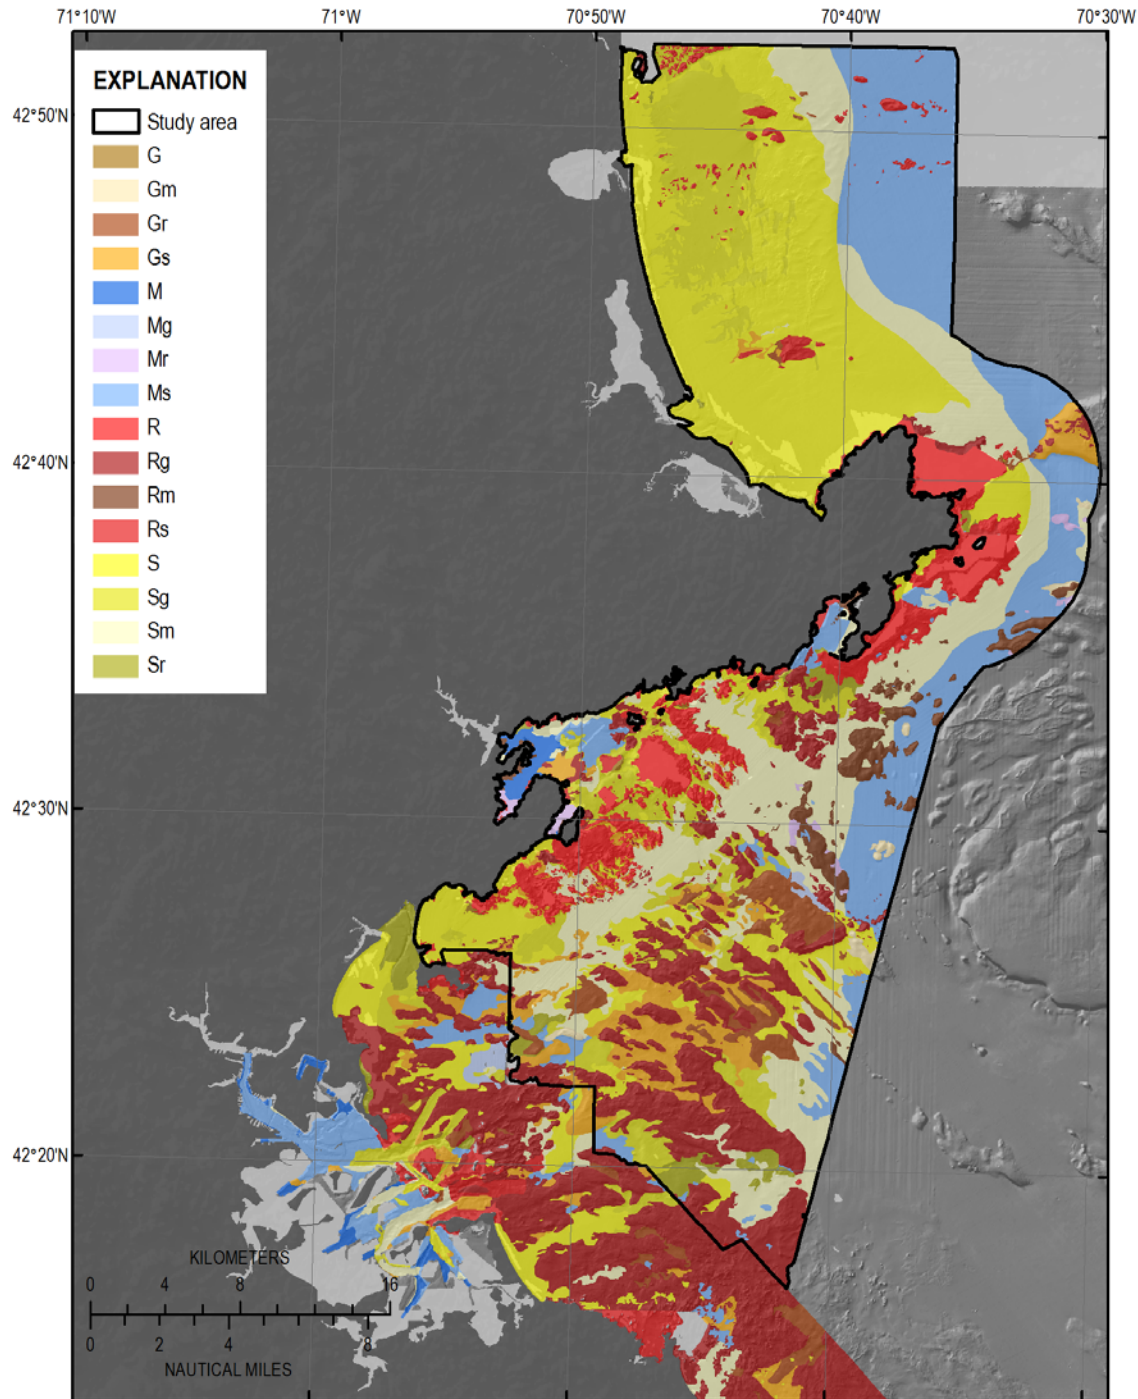 71°10'W 71°W 70°50'W 70°40'W 70°30'W
EXPLANATION
Study area
G
Gm
Gr
Gs
M
Mg
Mr
Ms
R
Rg
Rm
Rs
S
Sg
Sm
Sr
42°50'N
42°40'N
42°30'N
42°20'N
KILOMETERS
0 4 8 16
0 2 4 8
NAUTICAL MILES